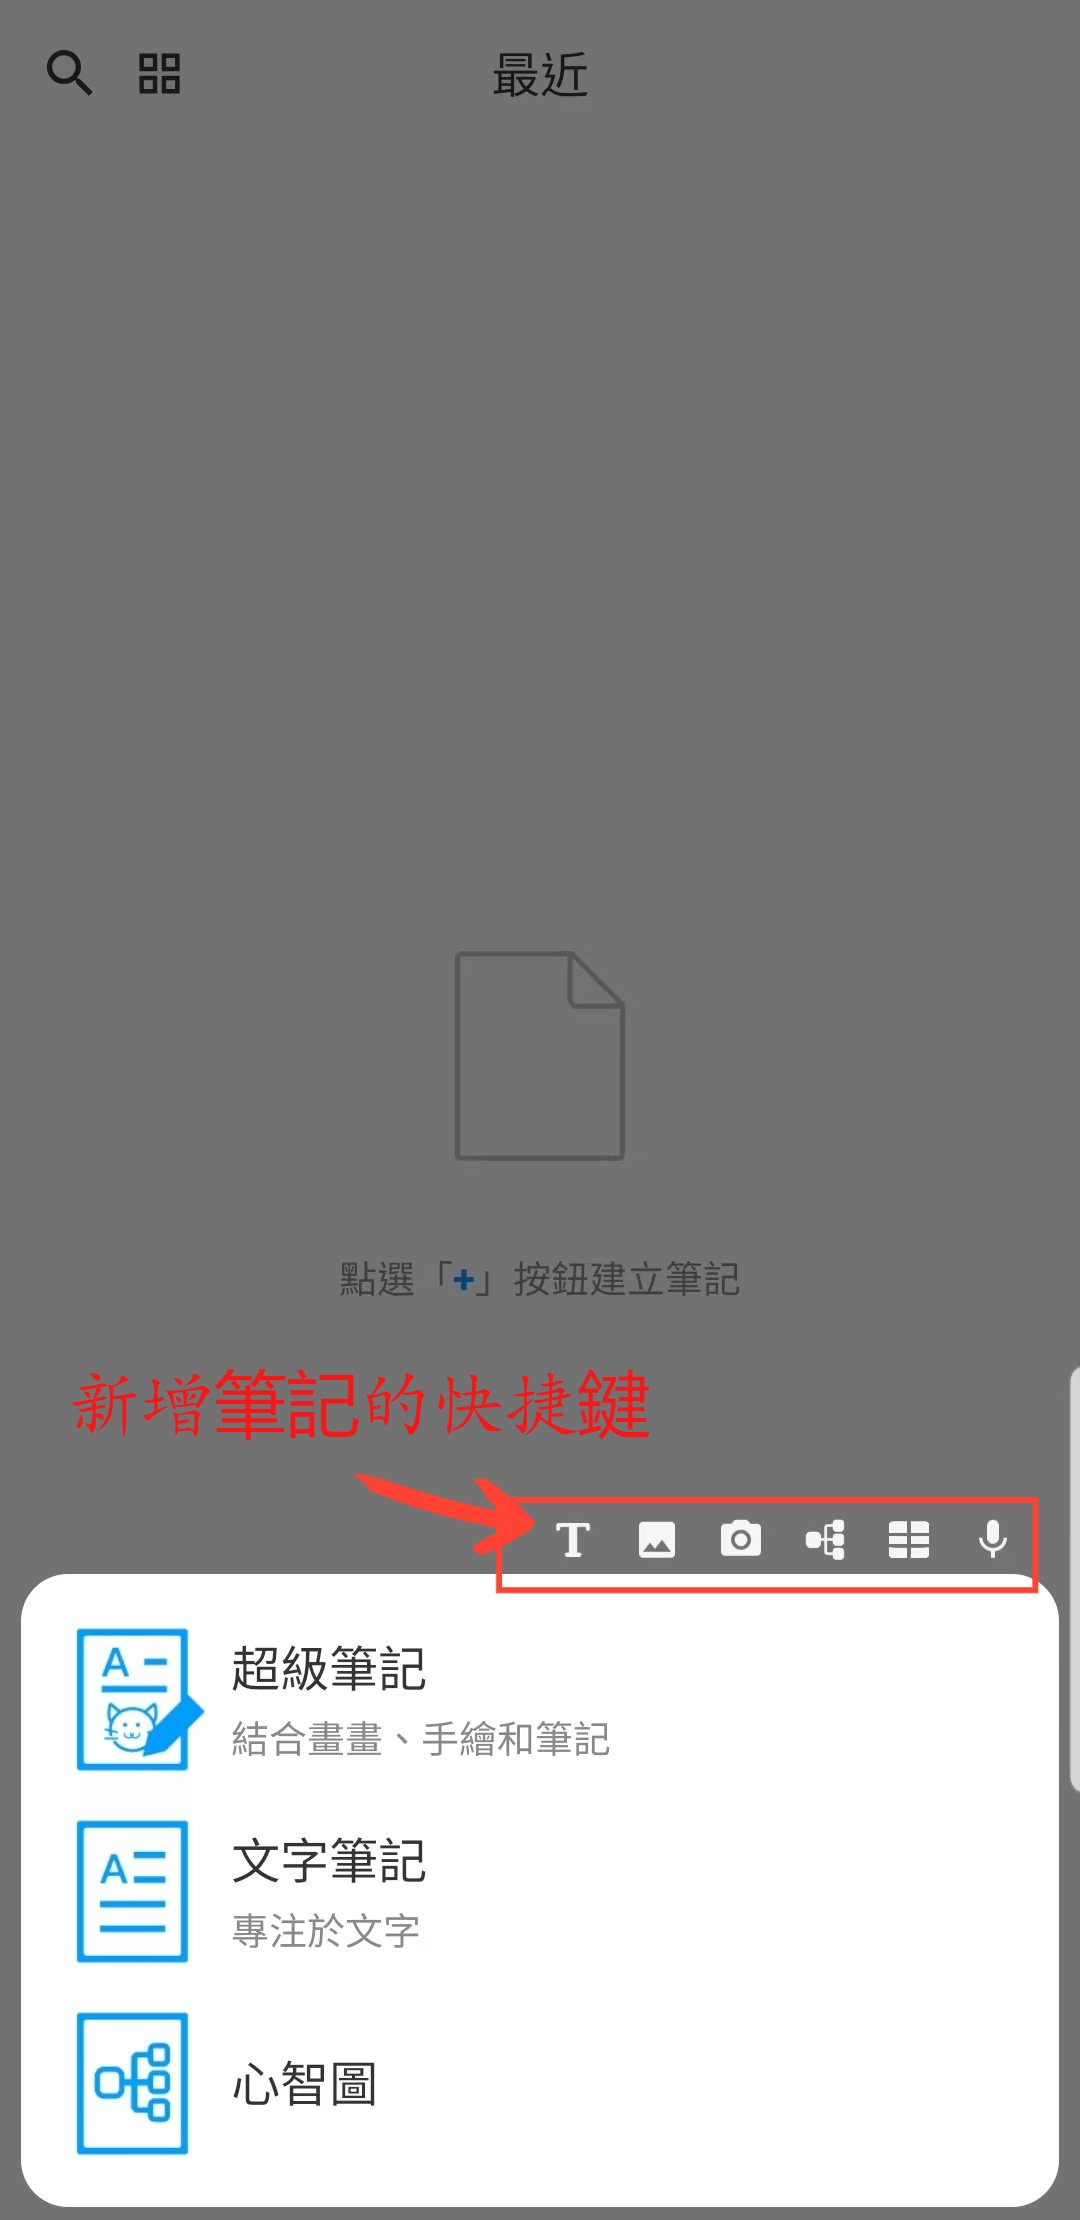 最近
點選「+」按鈕建立筆記
新增筆記的快捷鍵
T
超級筆記
結合畫畫、手繪和筆記
文字筆記
專注於文字
心智圖